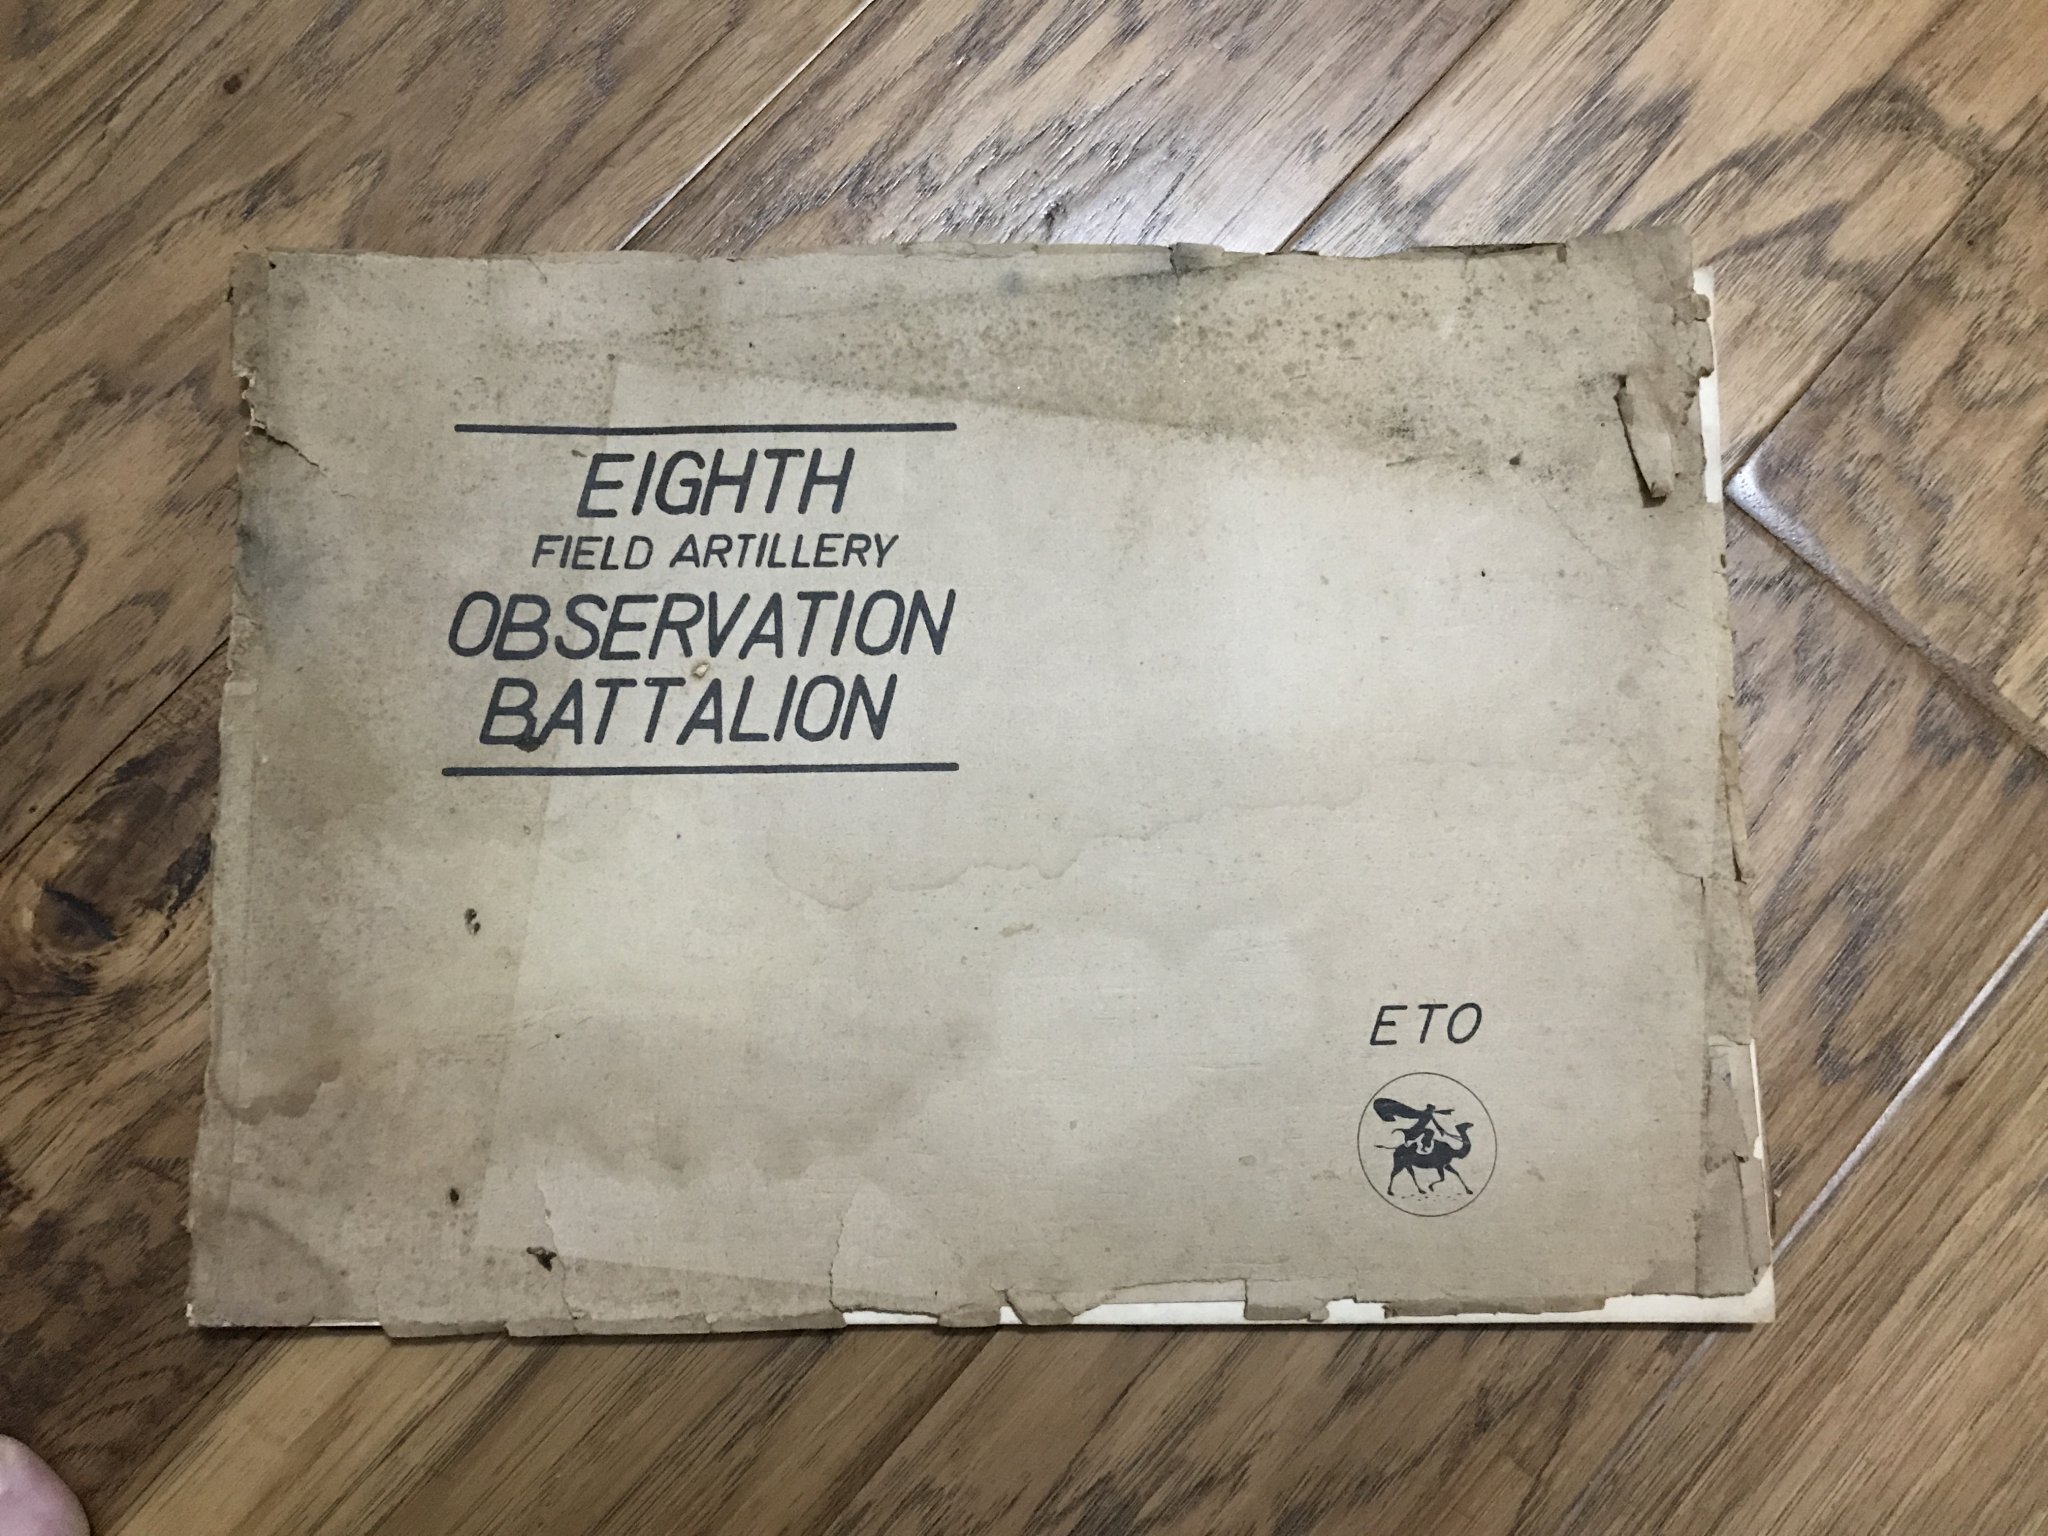 EIGHTH
FIELD ARTILLERY
OBSERVATION
BATTALION
ETO